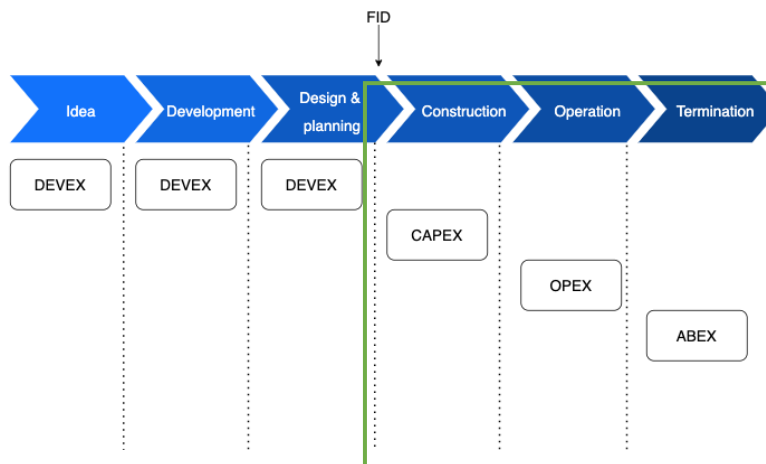 FID
Idea
Development
Design &
planning
Construction
Operation
Termination
DEVEX
DEVEX
DEVEX
CAPEX
OPEX
ABEX